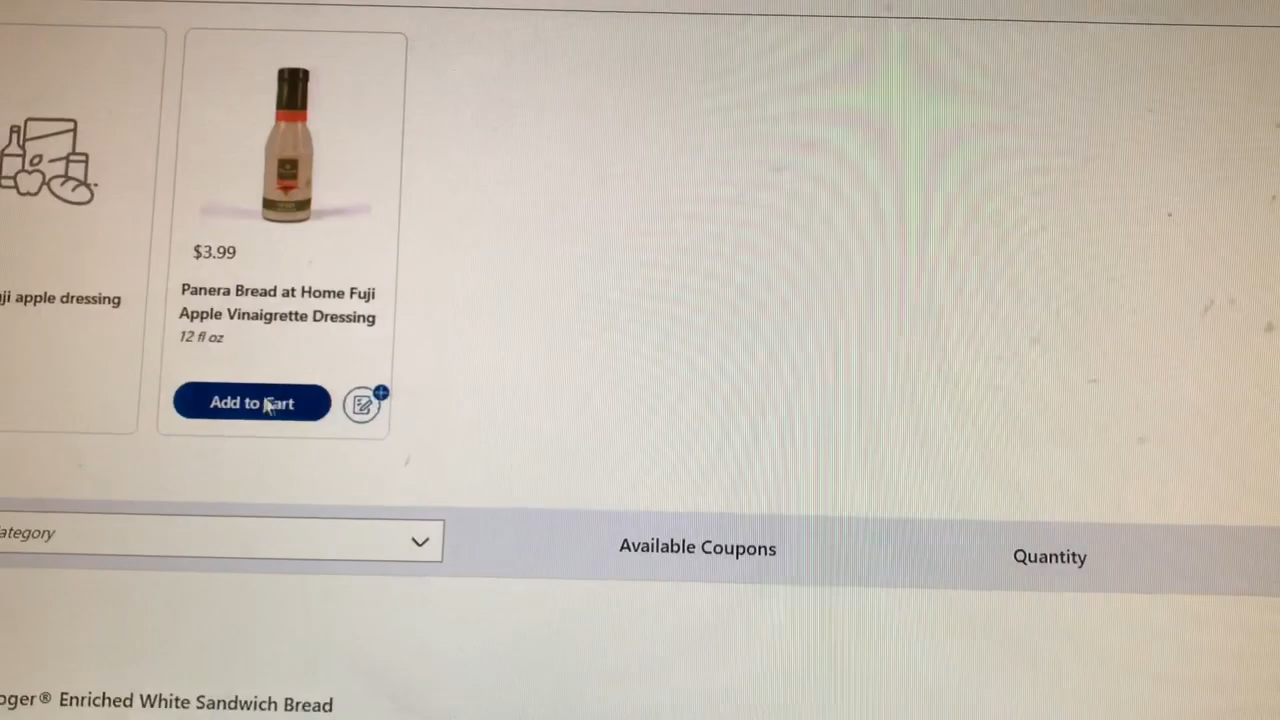 $3.99
Panera Bread at Home Fuji
Apple Vinaigrette Dressing
12 fl oz
ji apple dressing
Add to Cart
ategory
Available Coupons
Quantity
oger® Enriched White Sandwich Bread